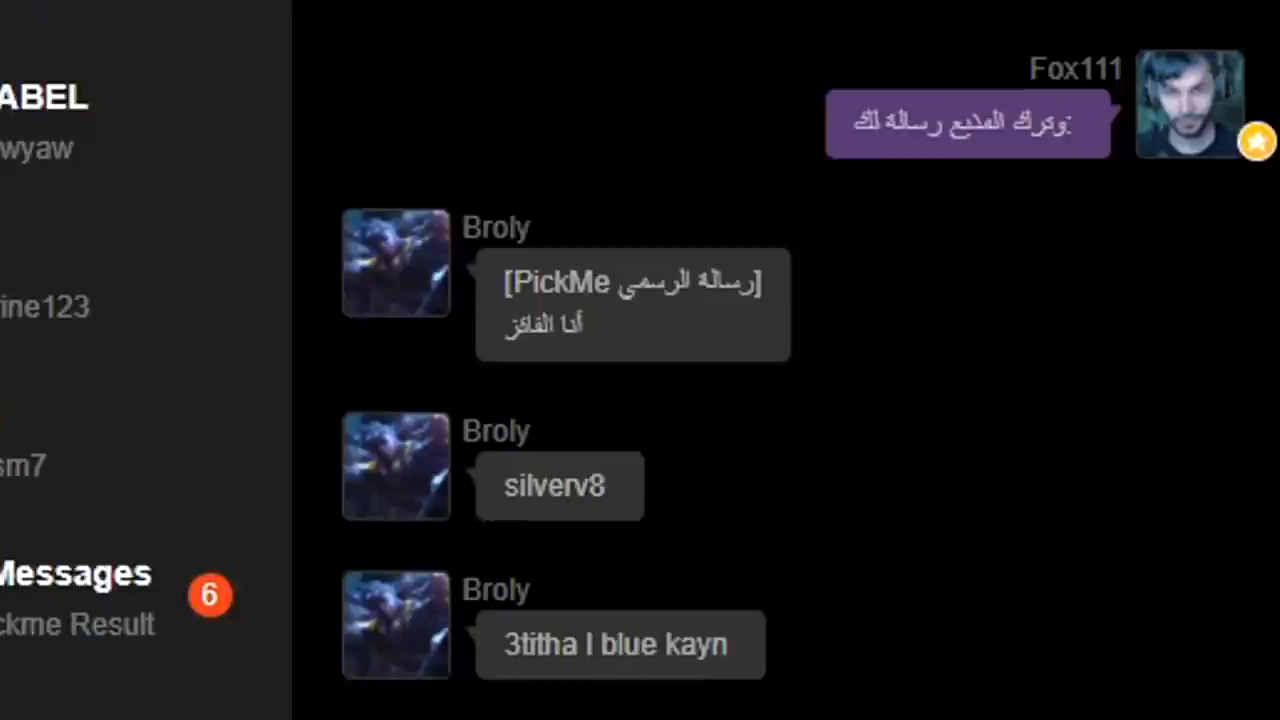 ABEL
wyaw
ine123
sm7
Messages
6
ckme Result
Fox111
وترك المذيع رسالة لك:
Broly
[PickMe رسالة الرسمي]
أنا الفائز
Broly
silverv8
Broly
3titha l blue kayn